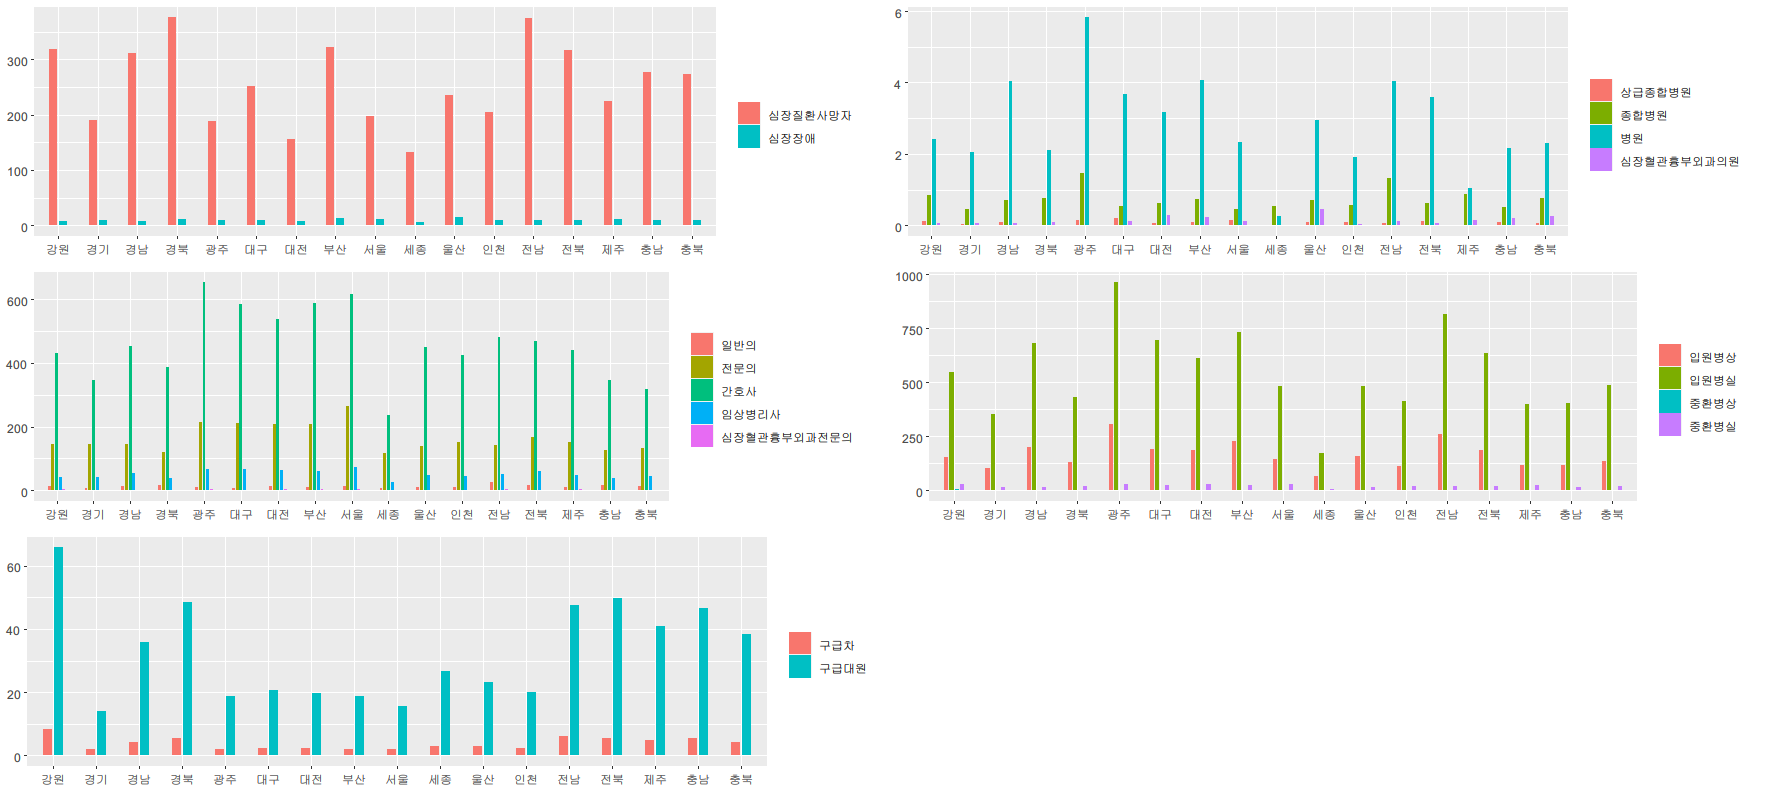 300
200
100
0
강원 경기 경남 경북 광주 대구 대전 부산 서울 세종 울산 인천 전남 전북 제주 충남 충북
심장질환사망자
심장장애
6
4
2
0
강원 경기 경남 경북 광주 대구 대전 부산 서울 세종 울산 인천 전남 전북 제주 충남 충북
상급종합병원
종합병원
병원
심장혈관흉부외과의원
600
400
200
0
강원 경기 경남 경북 광주 대구 대전 부산 서울 세종 울산 인천 전남 전북 제주 충남 충북
일반의
전문의
간호사
임상병리사
심장혈관흉부외과전문의
1000
750
500
250
0
강원 경기 경남 경북 광주 대구 대전 부산 서울 세종 울산 인천 전남 전북 제주 충남 충북
입원병상
입원병실
중환병상
중환병실
60
40
20
0
강원 경기 경남 경북 광주 대구 대전 부산 서울 세종 울산 인천 전남 전북 제주 충남 충북
구급차
구급대원